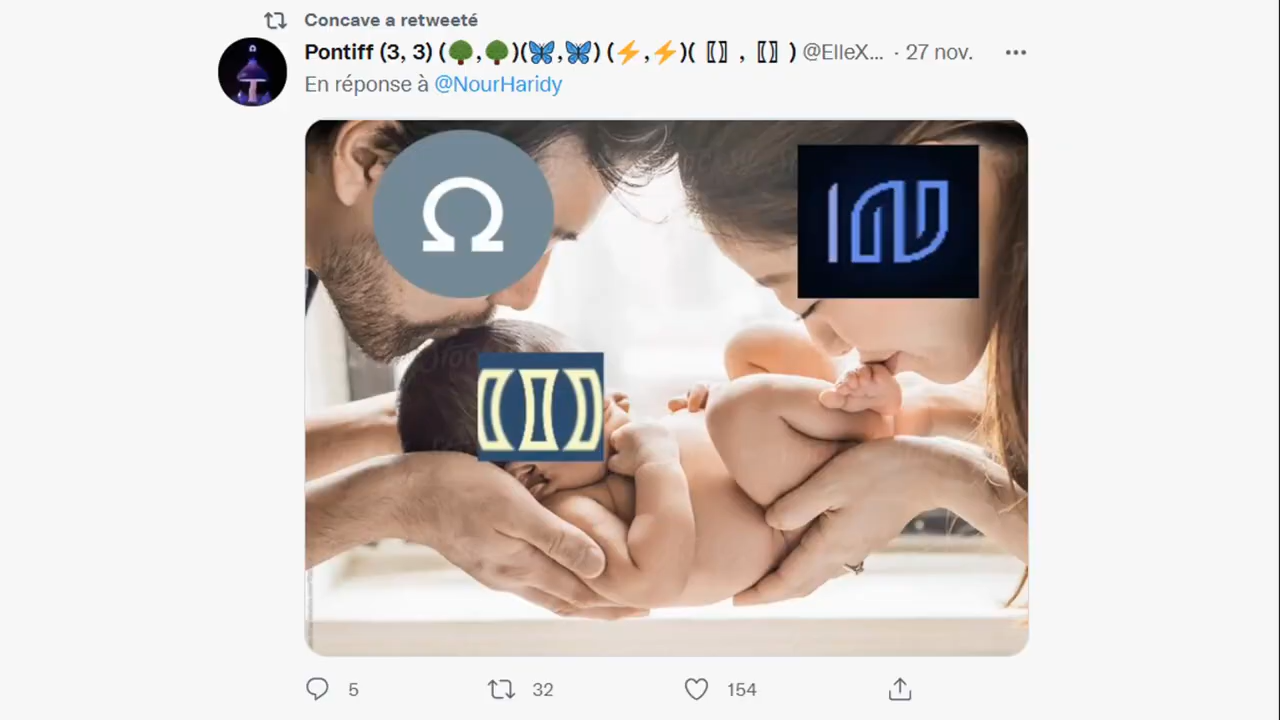 Concave a retweeté
Pontiff (3, 3) (🌳,🌳)(🦋,🦋) (⚡,⚡)(〖〗,〖〗) @ElleX... · 27 nov.
En réponse à @NourHaridy
Ω
5 32 154